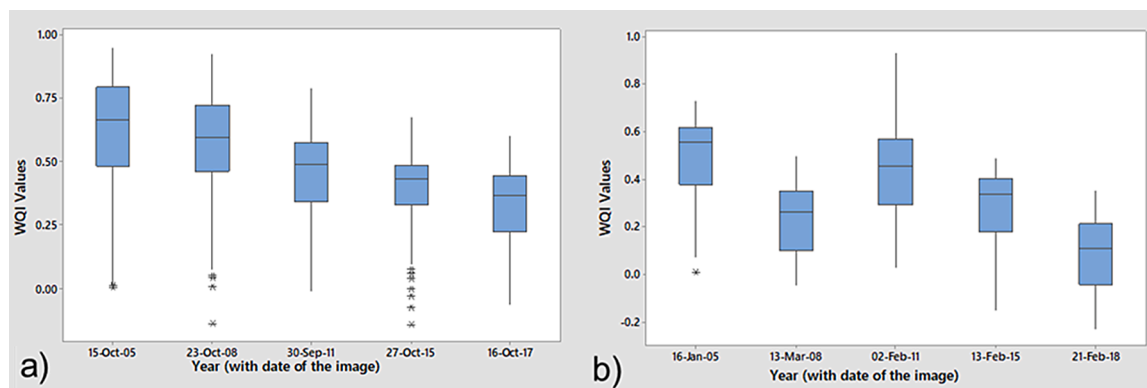 1.00
0.75
0.50
0.25
0.00
WQI Values
15-Oct-05 23-Oct-08 30-Sep-11 27-Oct-15 16-Oct-17
Year (with date of the image)
a)
1.0
0.8
0.6
0.4
0.2
0.0
-0.2
WQI Values
16-Jan-05 13-Mar-08 02-Feb-11 13-Feb-15 21-Feb-18
Year (with date of the image)
b)